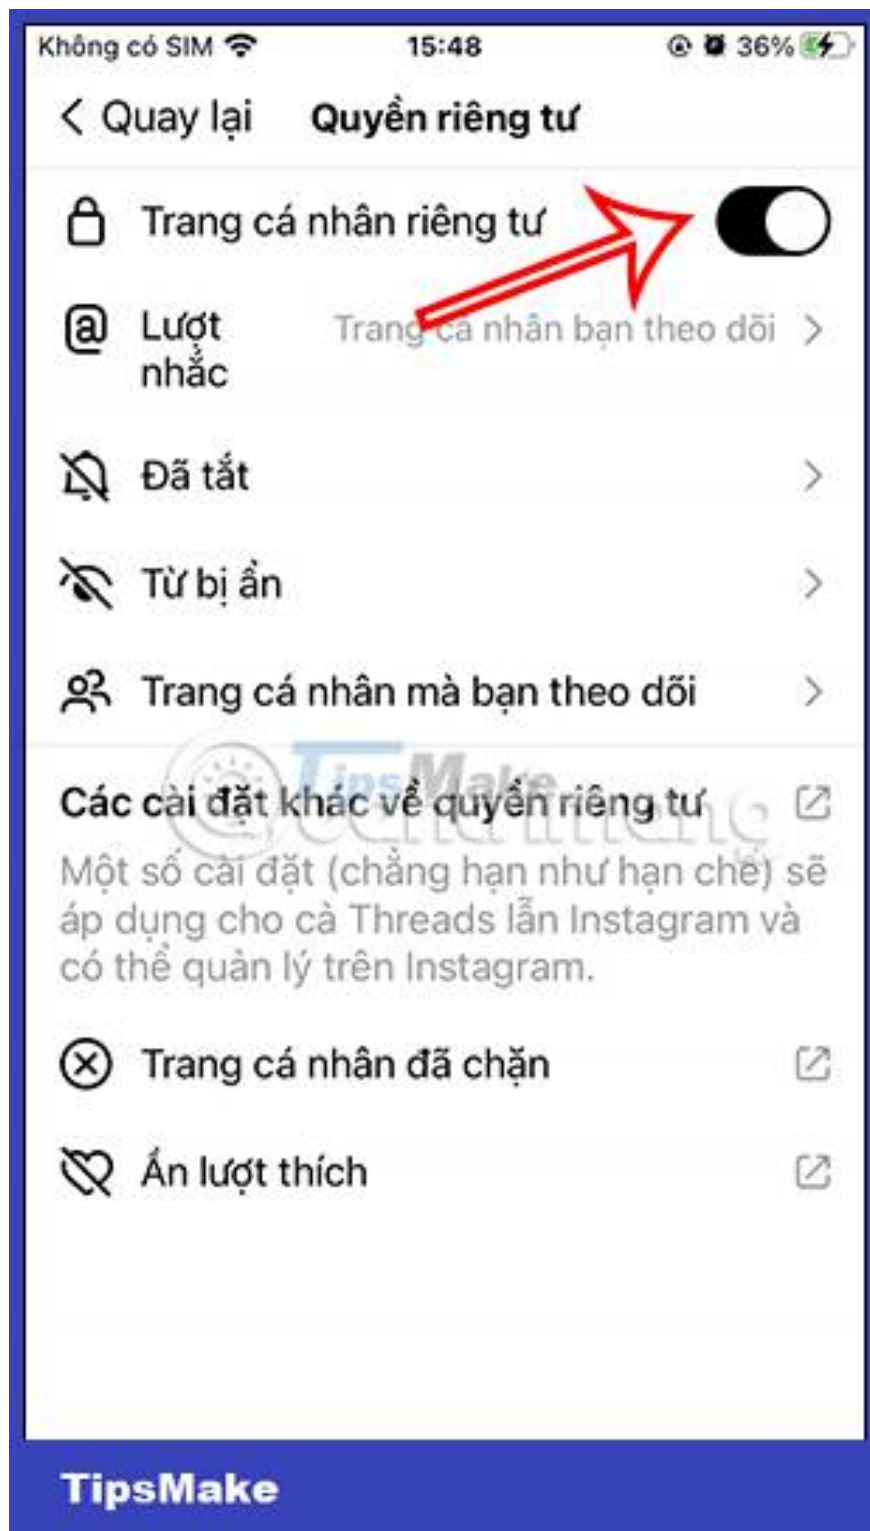 Không có SIM 15:48 36%
Quay lại Quyền riêng tư
Trang cá nhân riêng tư
Lượt nhắc Trang cá nhân bạn theo dõi
Đã tắt
Từ bị ẩn
Trang cá nhân mà bạn theo dõi
TipsMake
Quantrimang
Các cài đặt khác về quyền riêng tư
Một số cài đặt (chẳng hạn như hạn chế) sẽ
áp dụng cho cả Threads lẫn Instagram và
có thể quản lý trên Instagram.
Trang cá nhân đã chặn
Ẩn lượt thích
TipsMake